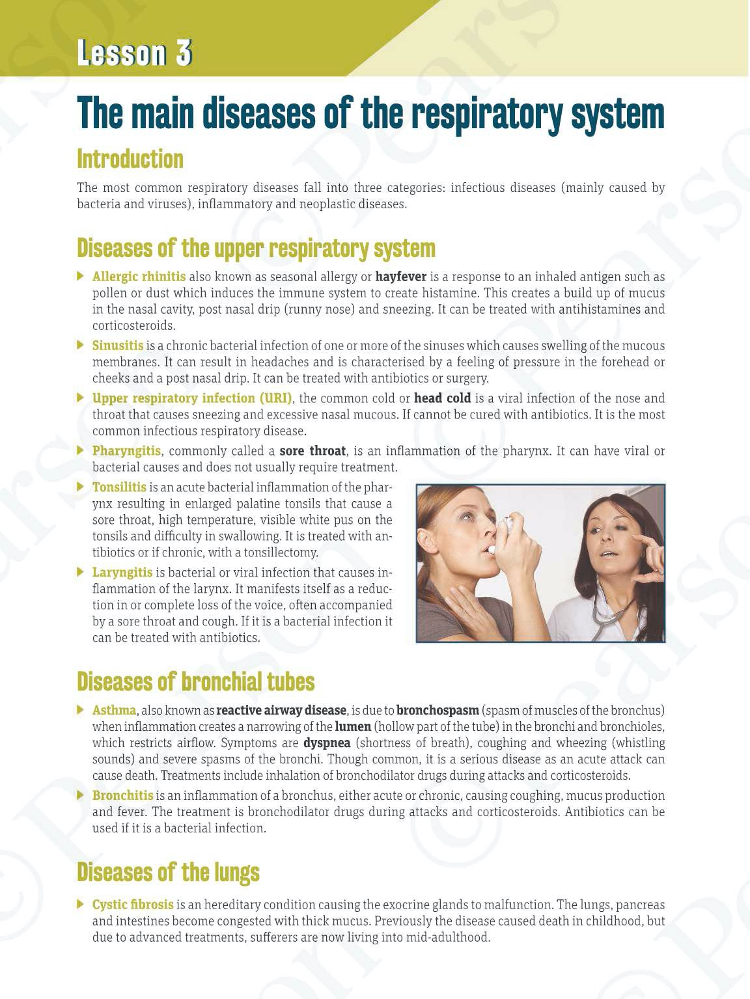 Lesson 3
The main diseases of the respiratory system
Introduction
The most common respiratory diseases fall into three categories: infectious diseases (mainly caused by
bacteria and viruses), inflammatory and neoplastic diseases.
Diseases of the upper respiratory system
Allergic rhinitis also known as seasonal allergy or hayfever is a response to an inhaled antigen such as
pollen or dust which induces the immune system to create histamine. This creates a build up of mucus
in the nasal cavity, post nasal drip (runny nose) and sneezing. It can be treated with antihistamines and
corticosteroids.
Sinusitis is a chronic bacterial infection of one or more of the sinuses which causes swelling of the mucous
membranes. It can result in headaches and is characterised by a feeling of pressure in the forehead or
cheeks and a post nasal drip. It can be treated with antibiotics or surgery.
Upper respiratory infection (URI), the common cold or head cold is a viral infection of the nose and
throat that causes sneezing and excessive nasal mucous. If cannot be cured with antibiotics. It is the most
common infectious respiratory disease.
Pharyngitis, commonly called a sore throat, is an inflammation of the pharynx. It can have viral or
bacterial causes and does not usually require treatment.
Tonsilitis is an acute bacterial inflammation of the phar-
ynx resulting in enlarged palatine tonsils that cause a
sore throat, high temperature, visible white pus on the
tonsils and difficulty in swallowing. It is treated with an-
tibiotics or if chronic, with a tonsillectomy.
Laryngitis is bacterial or viral infection that causes in-
flammation of the larynx. It manifests itself as a reduc-
tion in or complete loss of the voice, often accompanied
by a sore throat and cough. If it is a bacterial infection it
can be treated with antibiotics.
Diseases of bronchial tubes
Asthma, also known as reactive airway disease, is due to bronchospasm (spasm of muscles of the bronchus)
when inflammation creates a narrowing of the lumen (hollow part of the tube) in the bronchi and bronchioles,
which restricts airflow. Symptoms are dyspnea (shortness of breath), coughing and wheezing (whistling
sounds) and severe spasms of the bronchi. Though common, it is a serious disease as an acute attack can
cause death. Treatments include inhalation of bronchodilator drugs during attacks and corticosteroids.
Bronchitis is an inflammation of a bronchus, either acute or chronic, causing coughing, mucus production
and fever. The treatment is bronchodilator drugs during attacks and corticosteroids. Antibiotics can be
used if it is a bacterial infection.
Diseases of the lungs
Cystic fibrosis is an hereditary condition causing the exocrine glands to malfunction. The lungs, pancreas
and intestines become congested with thick mucus. Previously the disease caused death in childhood, but
due to advanced treatments, sufferers are now living into mid-adulthood.
© Pearson